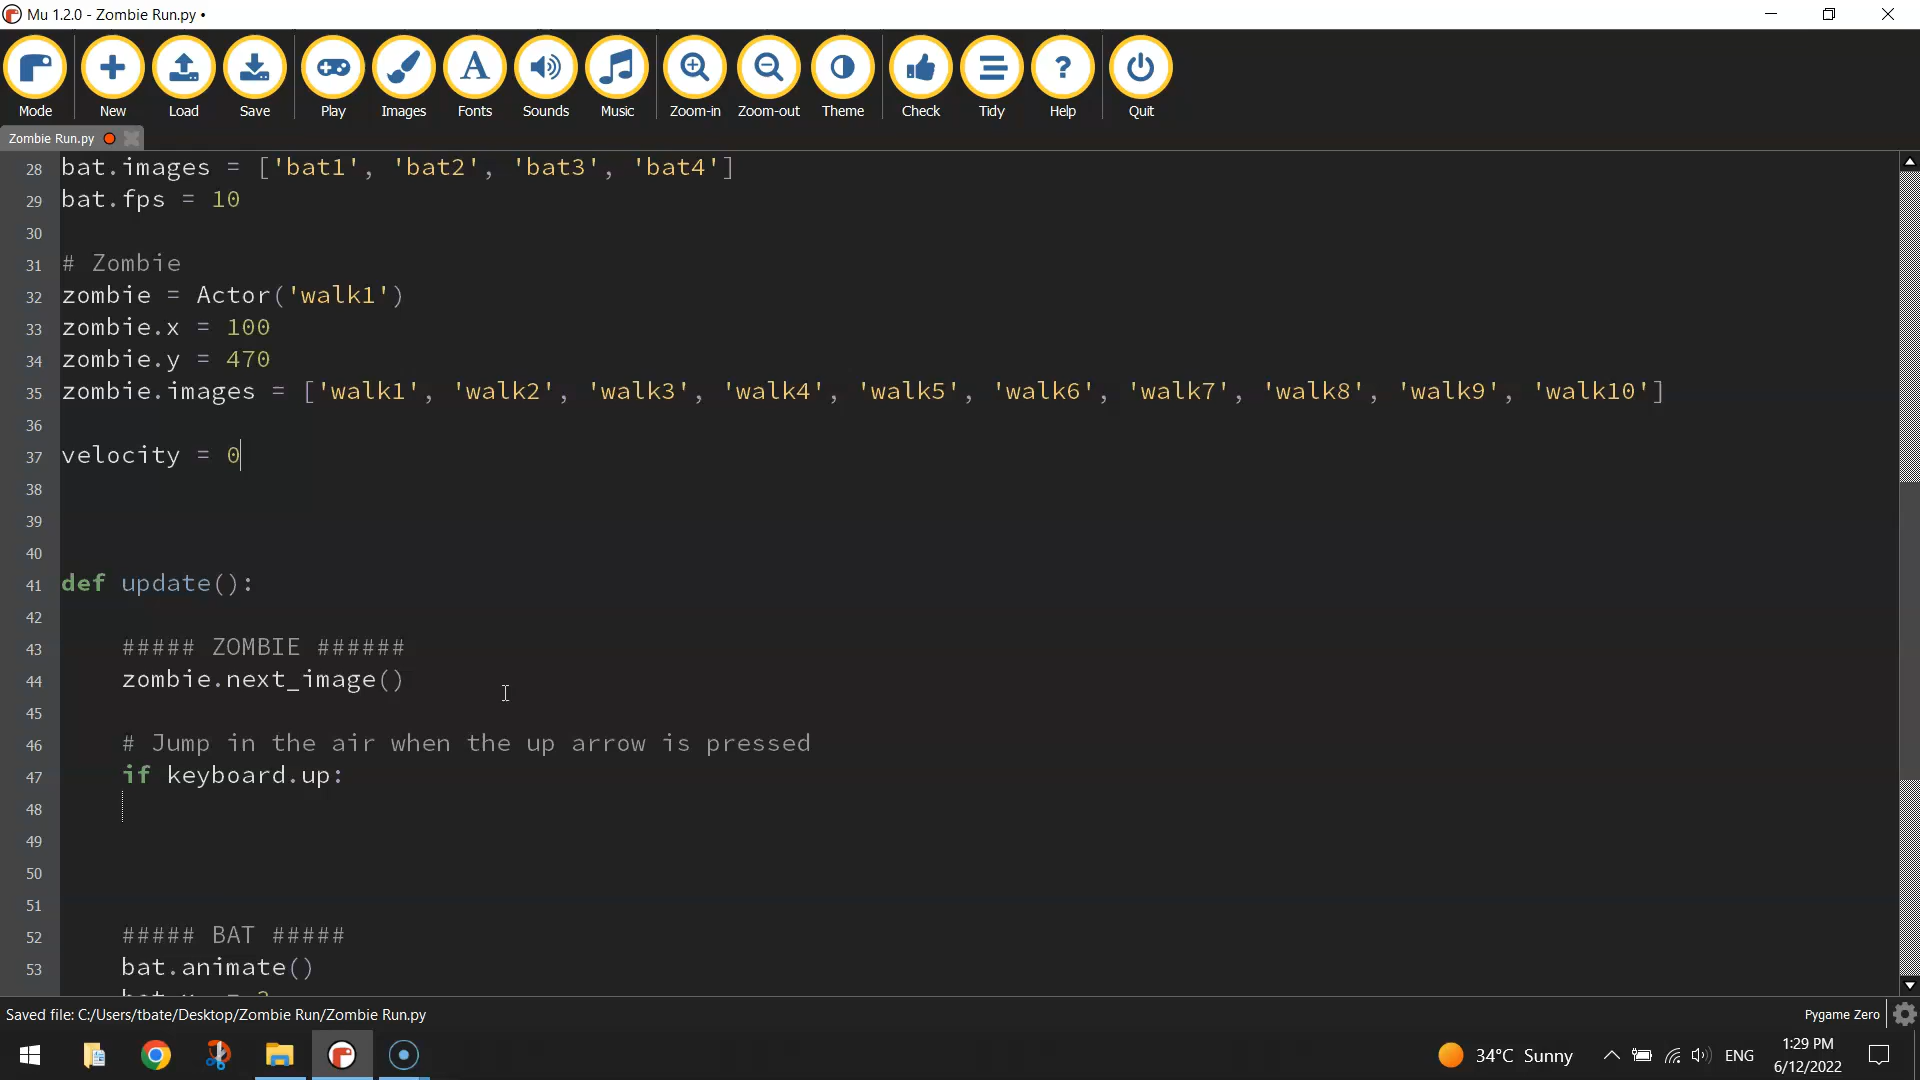 Mu 1.2.0 - Zombie Run.py •
Mode New Load Save Play Images Fonts Sounds Music Zoom-in Zoom-out Theme Check Tidy Help Quit
Zombie Run.py
28 bat.images = ['bat1', 'bat2', 'bat3', 'bat4']
29 bat.fps = 10
30
31 # Zombie
32 zombie = Actor('walk1')
33 zombie.x = 100
34 zombie.y = 470
35 zombie.images = ['walk1', 'walk2', 'walk3', 'walk4', 'walk5', 'walk6', 'walk7', 'walk8', 'walk9', 'walk10']
36
37 velocity = 0
38
39
40
41 def update():
42
43 ##### ZOMBIE ######
44 zombie.next_image()
45
46 # Jump in the air when the up arrow is pressed
47 if keyboard.up:
48
49
50
51
52 ##### BAT #####
53 bat.animate()
Saved file: C:/Users/tbate/Desktop/Zombie Run/Zombie Run.py
Pygame Zero
34°C Sunny
ENG
1:29 PM
6/12/2022